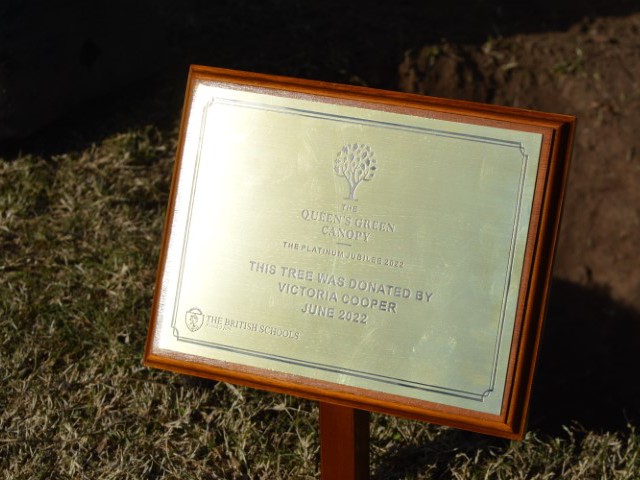 THE
QUEEN'S GREEN
CANOPY
THE PLATINUM JUBILEE 2022
THIS TREE WAS DONATED BY
VICTORIA COOPER
JUNE 2022
THE BRITISH SCHOOLS